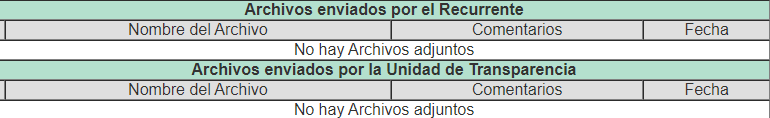 Archivos enviados por el Recurrente
Nombre del Archivo Comentarios Fecha
No hay Archivos adjuntos
Archivos enviados por la Unidad de Transparencia
Nombre del Archivo Comentarios Fecha
No hay Archivos adjuntos